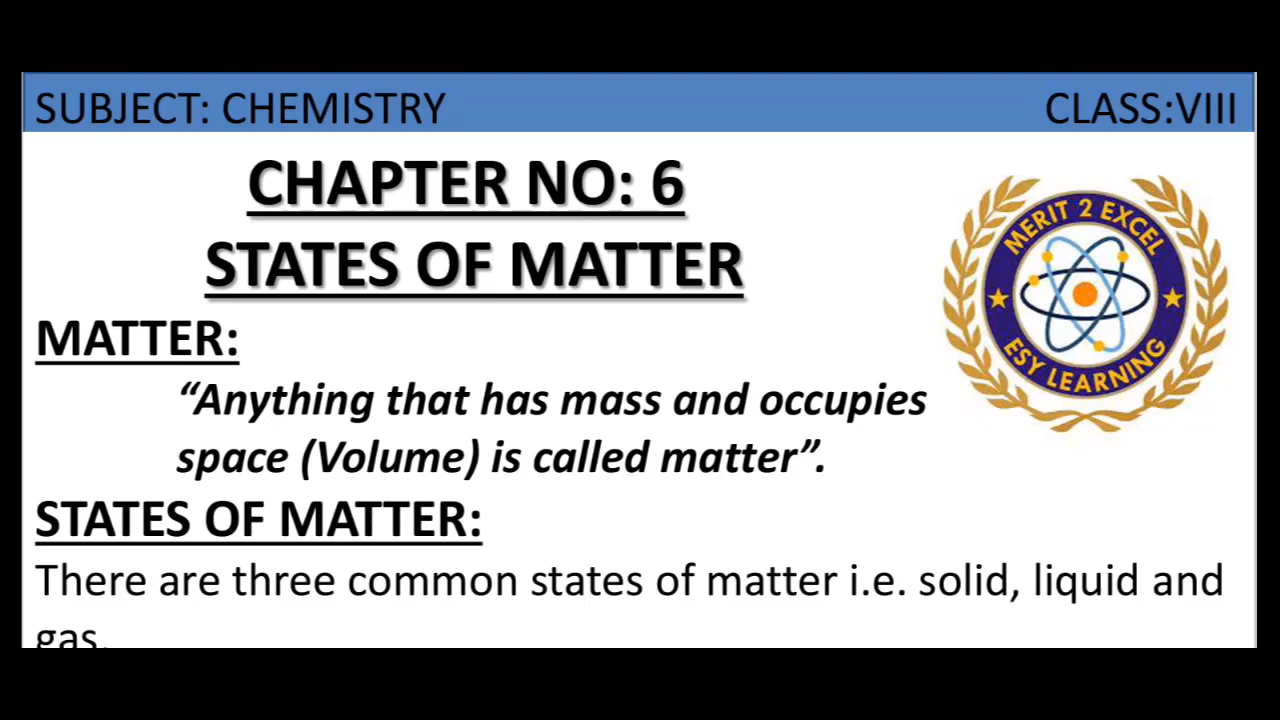 SUBJECT: CHEMISTRY CLASS:VIII
CHAPTER NO: 6
STATES OF MATTER
MERIT 2 EXCEL
ESY LEARNING
MATTER:
“Anything that has mass and occupies
space (Volume) is called matter”.
STATES OF MATTER:
There are three common states of matter i.e. solid, liquid and
gas.